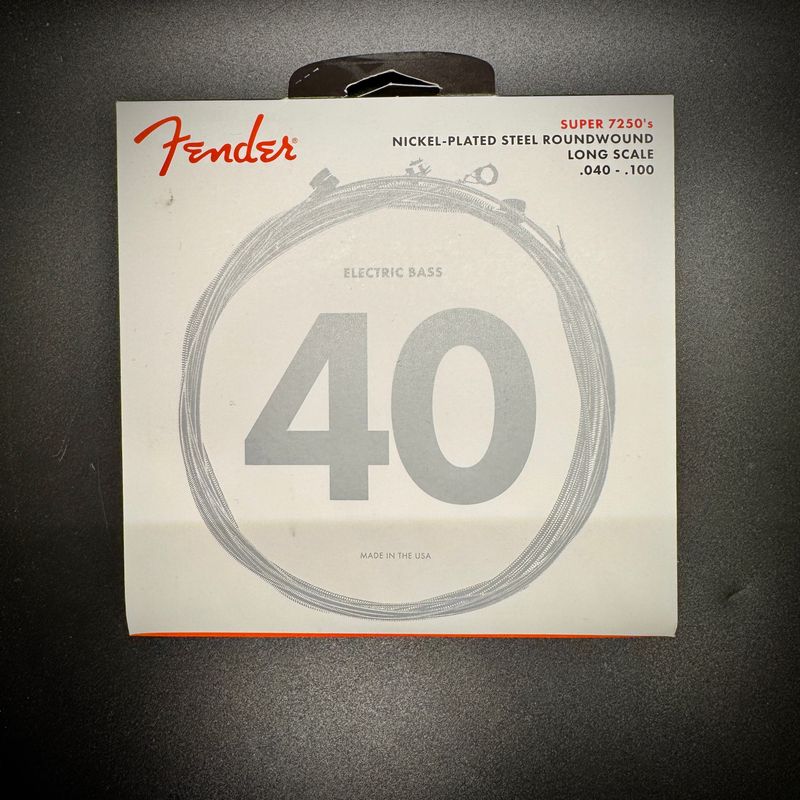 Fender®
SUPER 7250's
NICKEL-PLATED STEEL ROUNDWOUND
LONG SCALE
.040 - .100
ELECTRIC BASS
40
MADE IN THE USA